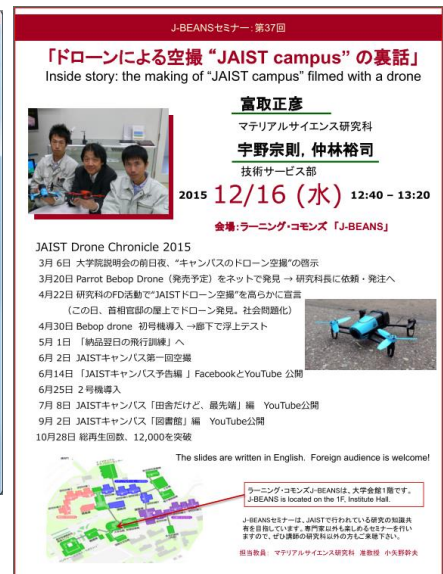 J-BEANSセミナー：第37回
「ドローンによる空撮 “JAIST campus” の裏話」
Inside story: the making of “JAIST campus” filmed with a drone
富取正彦
マテリアルサイエンス研究科
宇野宗則, 仲林裕司
技術サービス部
2015 12/16 (水) 12:40 – 13:20
会場：ラーニング・コモンズ 「J-BEANS」
JAIST Drone Chronicle 2015
3月 6日 大学院説明会の前日夜、“キャンパスのドローン空撮”の啓示
3月20日 Parrot Bebop Drone（発売予定）をネットで発見 → 研究科長に依頼・発注へ
4月22日 研究科のFD活動で“JAISTドローン空撮”を高らかに宣言
（この日、首相官邸の屋上でドローン発見。社会問題化）
4月30日 Bebop drone 初号機導入 →廊下で浮上テスト
5月 1日 「納品翌日の飛行訓練」へ
6月 2日 JAISTキャンパス第一回空撮
6月14日 「JAISTキャンパス予告編 」FacebookとYouTube 公開
6月25日 2号機導入
7月 8日 JAISTキャンパス「田舎だけど、最先端」編 YouTube公開
9月 2日 JAISTキャンパス「図書館」編 YouTube公開
10月28日 総再生回数、12,000を突破
The slides are written in English. Foreign audience is welcome!
ラーニング・コモンズJ-BEANSは、大学会館1階です。
J-BEANS is located on the 1F, Institute Hall.
J-BEANSセミナーは、JAISTで行われている研究の知識共
有を目指しています。専門家以外も楽しめるセミナーを行い
ますので、ぜひ講師の研究科以外の方もご来聴下さい。
担当教員： マテリアルサイエンス研究科 准教授 小矢野幹夫